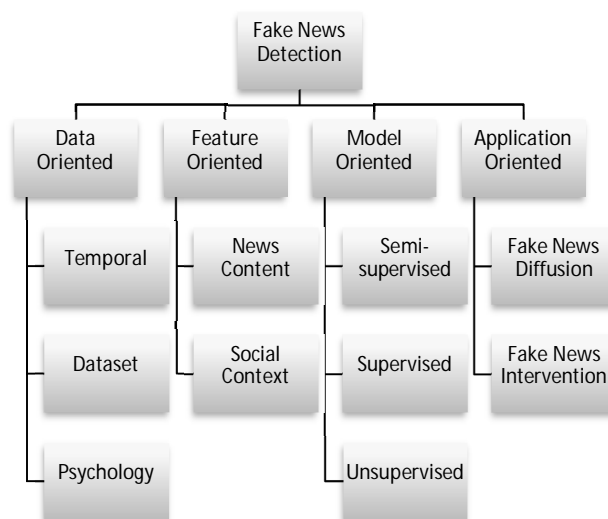 Fake News
Detection
Data
Oriented
Feature
Oriented
Model
Oriented
Application
Oriented
Temporal
News
Content
Semi-
supervised
Fake News
Diffusion
Dataset
Social
Context
Supervised
Fake News
Intervention
Psychology
Unsupervised